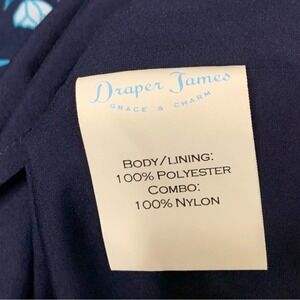 Draper James
GRACE & CHARM
BODY/LINING:
100% POLYESTER
COMBO:
100% NYLON